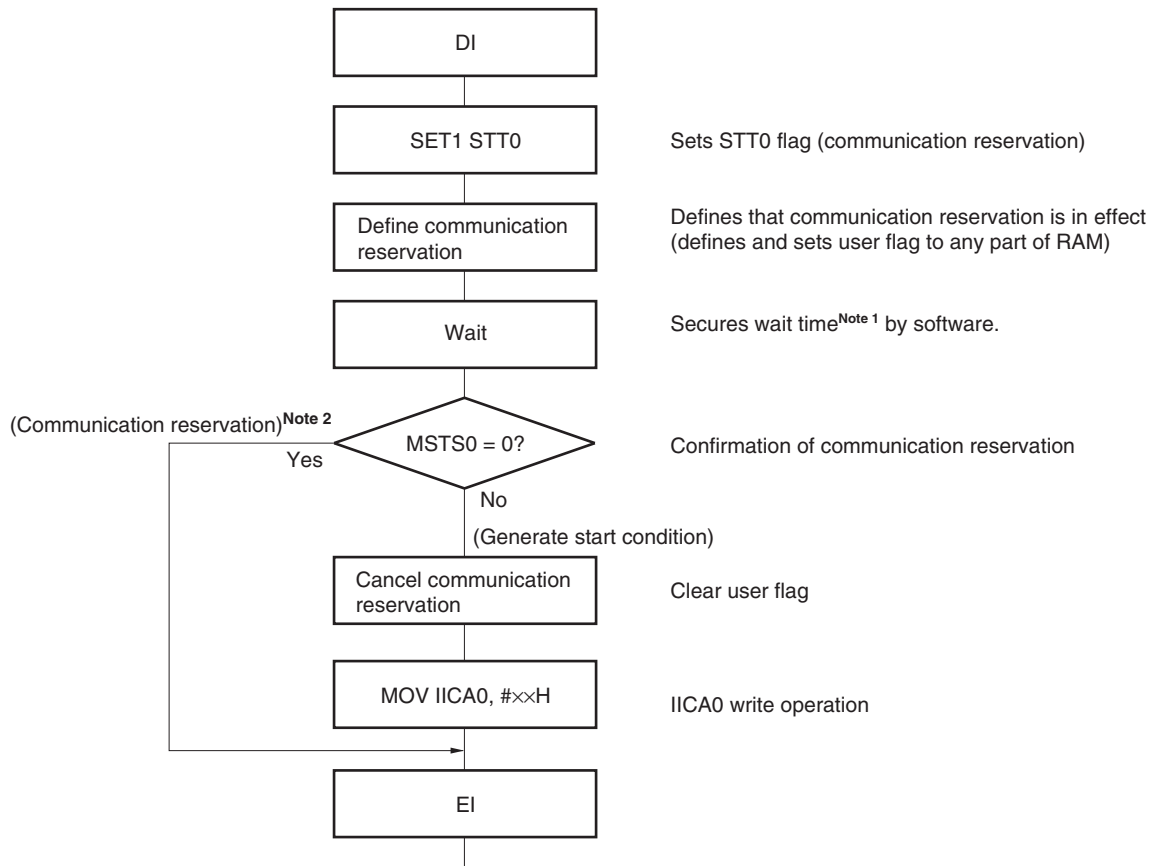 DI
SET1 STT0
Sets STT0 flag (communication reservation)
Define communication
reservation
Defines that communication reservation is in effect
(defines and sets user flag to any part of RAM)
Wait
Secures wait timeNote 1 by software.
(Communication reservation)Note 2
MSTS0 = 0?
Confirmation of communication reservation
Yes
No
(Generate start condition)
Cancel communication
reservation
Clear user flag
MOV IICA0, #××H
IICA0 write operation
EI